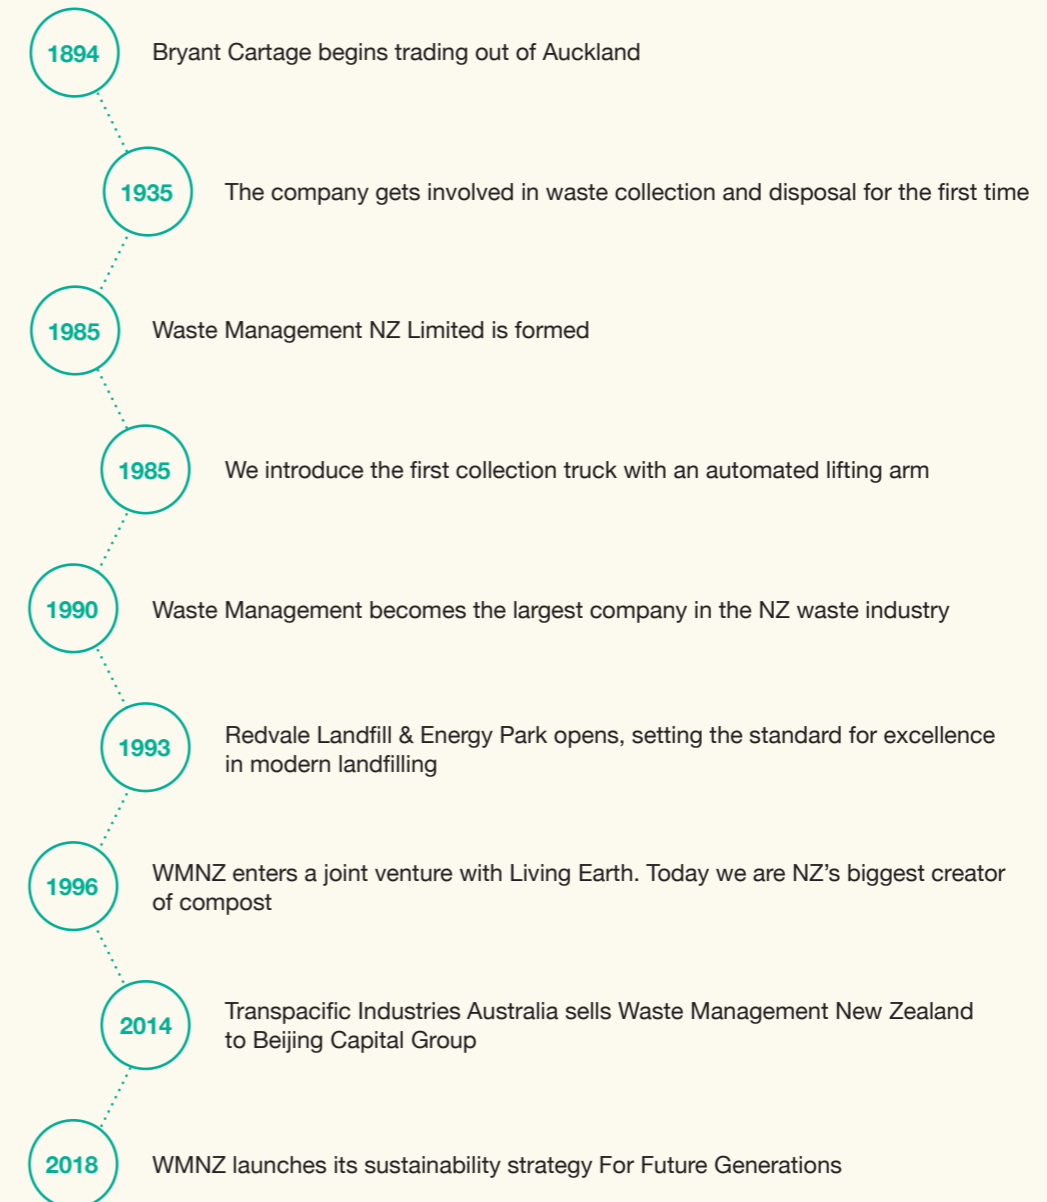 1894
Bryant Cartage begins trading out of Auckland
1935
The company gets involved in waste collection and disposal for the first time
1985
Waste Management NZ Limited is formed
1985
We introduce the first collection truck with an automated lifting arm
1990
Waste Management becomes the largest company in the NZ waste industry
1993
Redvale Landfill & Energy Park opens, setting the standard for excellence
in modern landfilling
1996
WMNZ enters a joint venture with Living Earth. Today we are NZ’s biggest creator
of compost
2014
Transpacific Industries Australia sells Waste Management New Zealand
to Beijing Capital Group
2018
WMNZ launches its sustainability strategy For Future Generations